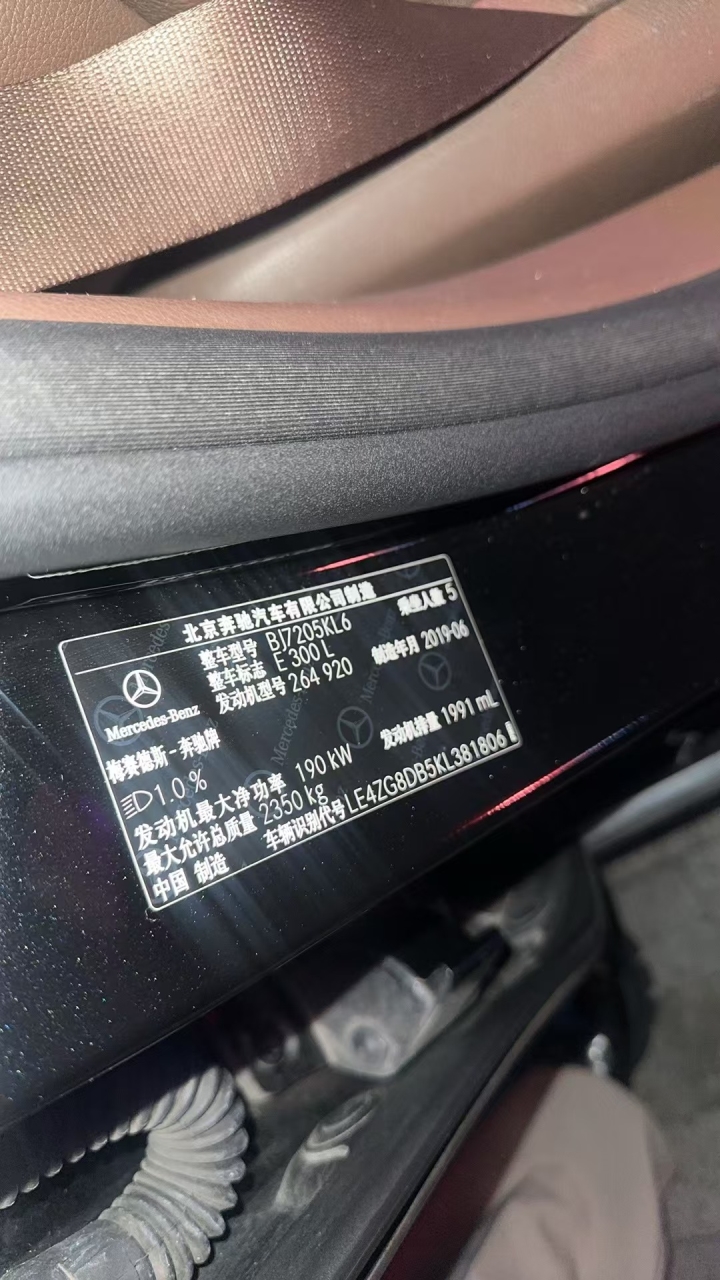 北京奔驰汽车有限公司制造
整车型号 BJ7205KL6 乘坐人数 5
整车标志 E 300 L
发动机型号 264 920 制造年月 2019-06
Mercedes-Benz
梅赛德斯-奔驰牌
1.0 %
发动机最大净功率 190 kW 发动机排量 1991 mL
最大允许总质量 2350 kg
中国 制造 车辆识别代号 LE4ZG8DB5KL381806